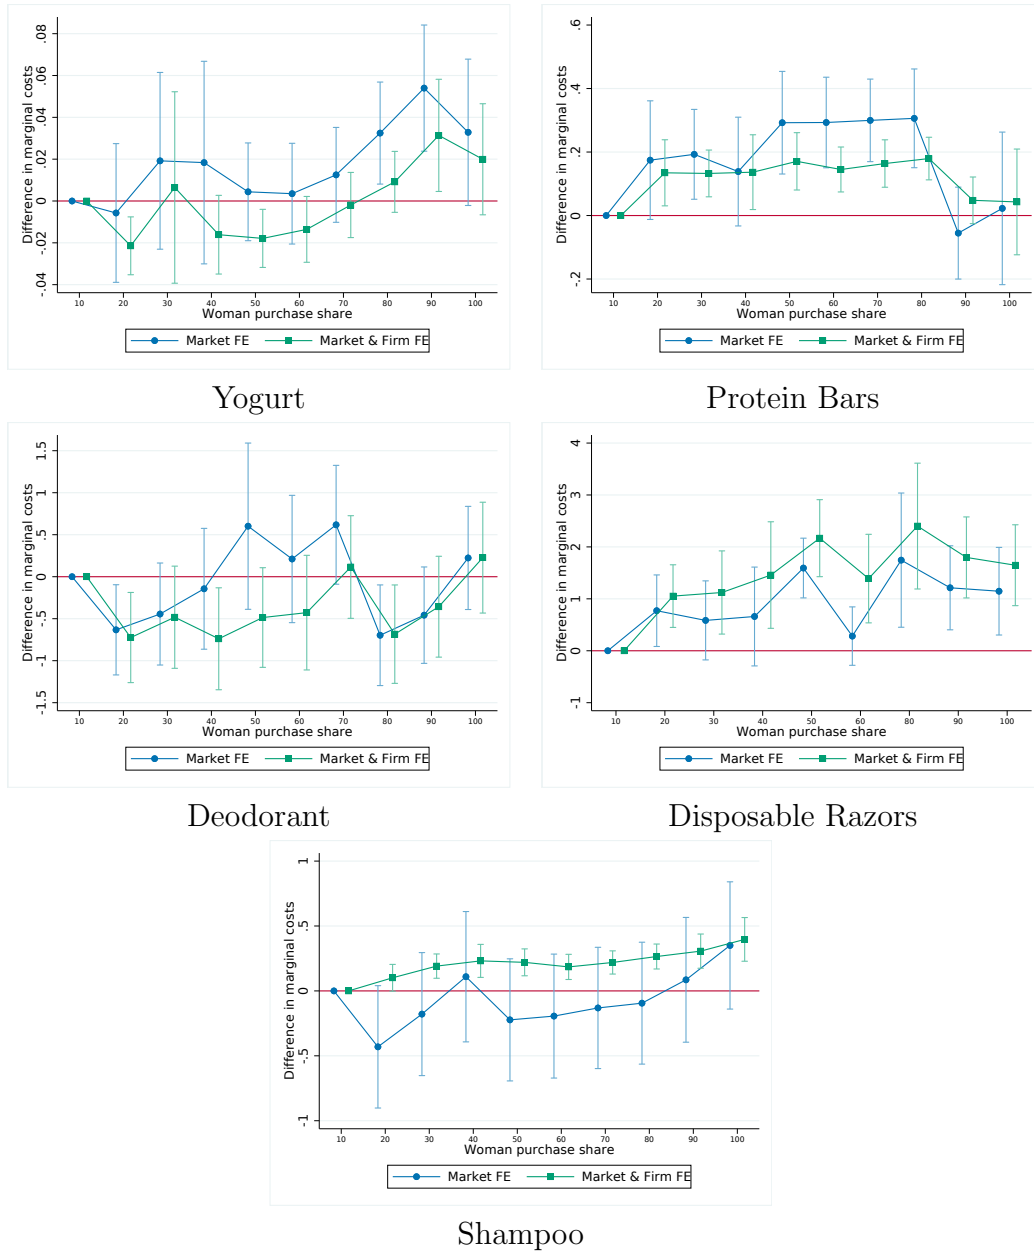 Difference in marginal costs
.08
.06
.04
.02
0
-.02
-.04
10 20 30 40 50 60 70 80 90 100
Woman purchase share
Market FE Market & Firm FE
Yogurt
Difference in marginal costs
.6
.4
.2
0
-.2
10 20 30 40 50 60 70 80 90 100
Woman purchase share
Market FE Market & Firm FE
Protein Bars
Difference in marginal costs
1.5
1
.5
0
-.5
-1
-1.5
10 20 30 40 50 60 70 80 90 100
Woman purchase share
Market FE Market & Firm FE
Deodorant
Difference in marginal costs
4
3
2
1
0
-1
10 20 30 40 50 60 70 80 90 100
Woman purchase share
Market FE Market & Firm FE
Disposable Razors
Difference in marginal costs
1
.5
0
-.5
-1
10 20 30 40 50 60 70 80 90 100
Woman purchase share
Market FE Market & Firm FE
Shampoo